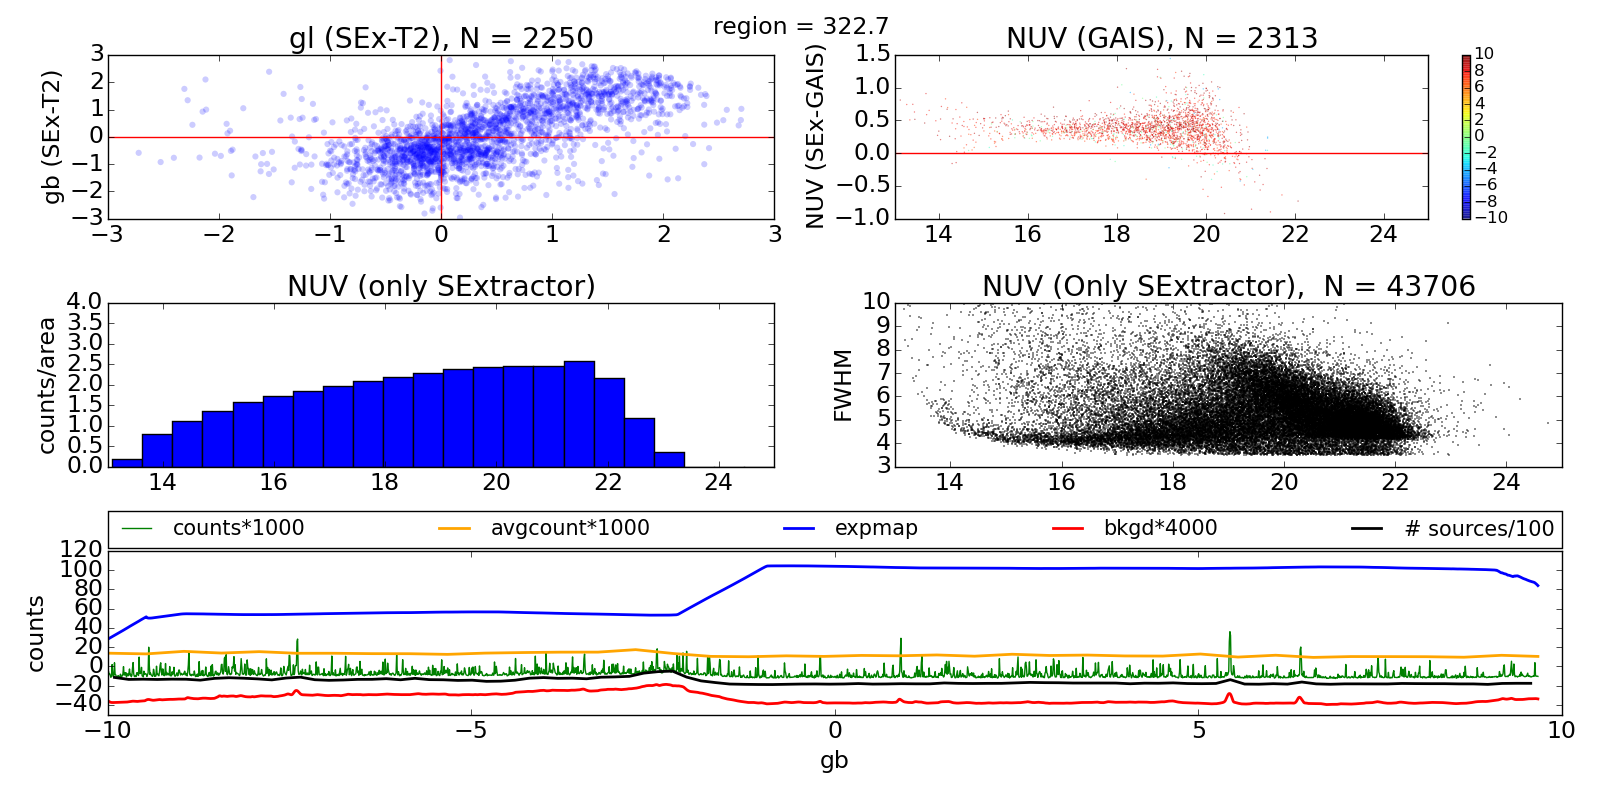 region = 322.7
gl (SEx-T2), N = 2250
NUV (GAIS), N = 2313
gb (SEx-T2)
3
2
1
0
−1
−2
−3
−3 −2 −1 0 1 2 3
NUV (SEx-GAIS)
1.5
1.0
0.5
0.0
−0.5
−1.0
14 16 18 20 22 24
10
8
6
4
2
0
−2
−4
−6
−8
−10
NUV (only SExtractor)
counts/area
4.0
3.5
3.0
2.5
2.0
1.5
1.0
0.5
0.0
14 16 18 20 22 24
NUV (Only SExtractor), N = 43706
FWHM
10
9
8
7
6
5
4
3
14 16 18 20 22 24
counts*1000 avgcount*1000 expmap bkgd*4000 # sources/100
counts
120
100
80
60
40
20
0
−20
−40
−10 −5 0 5 10
gb